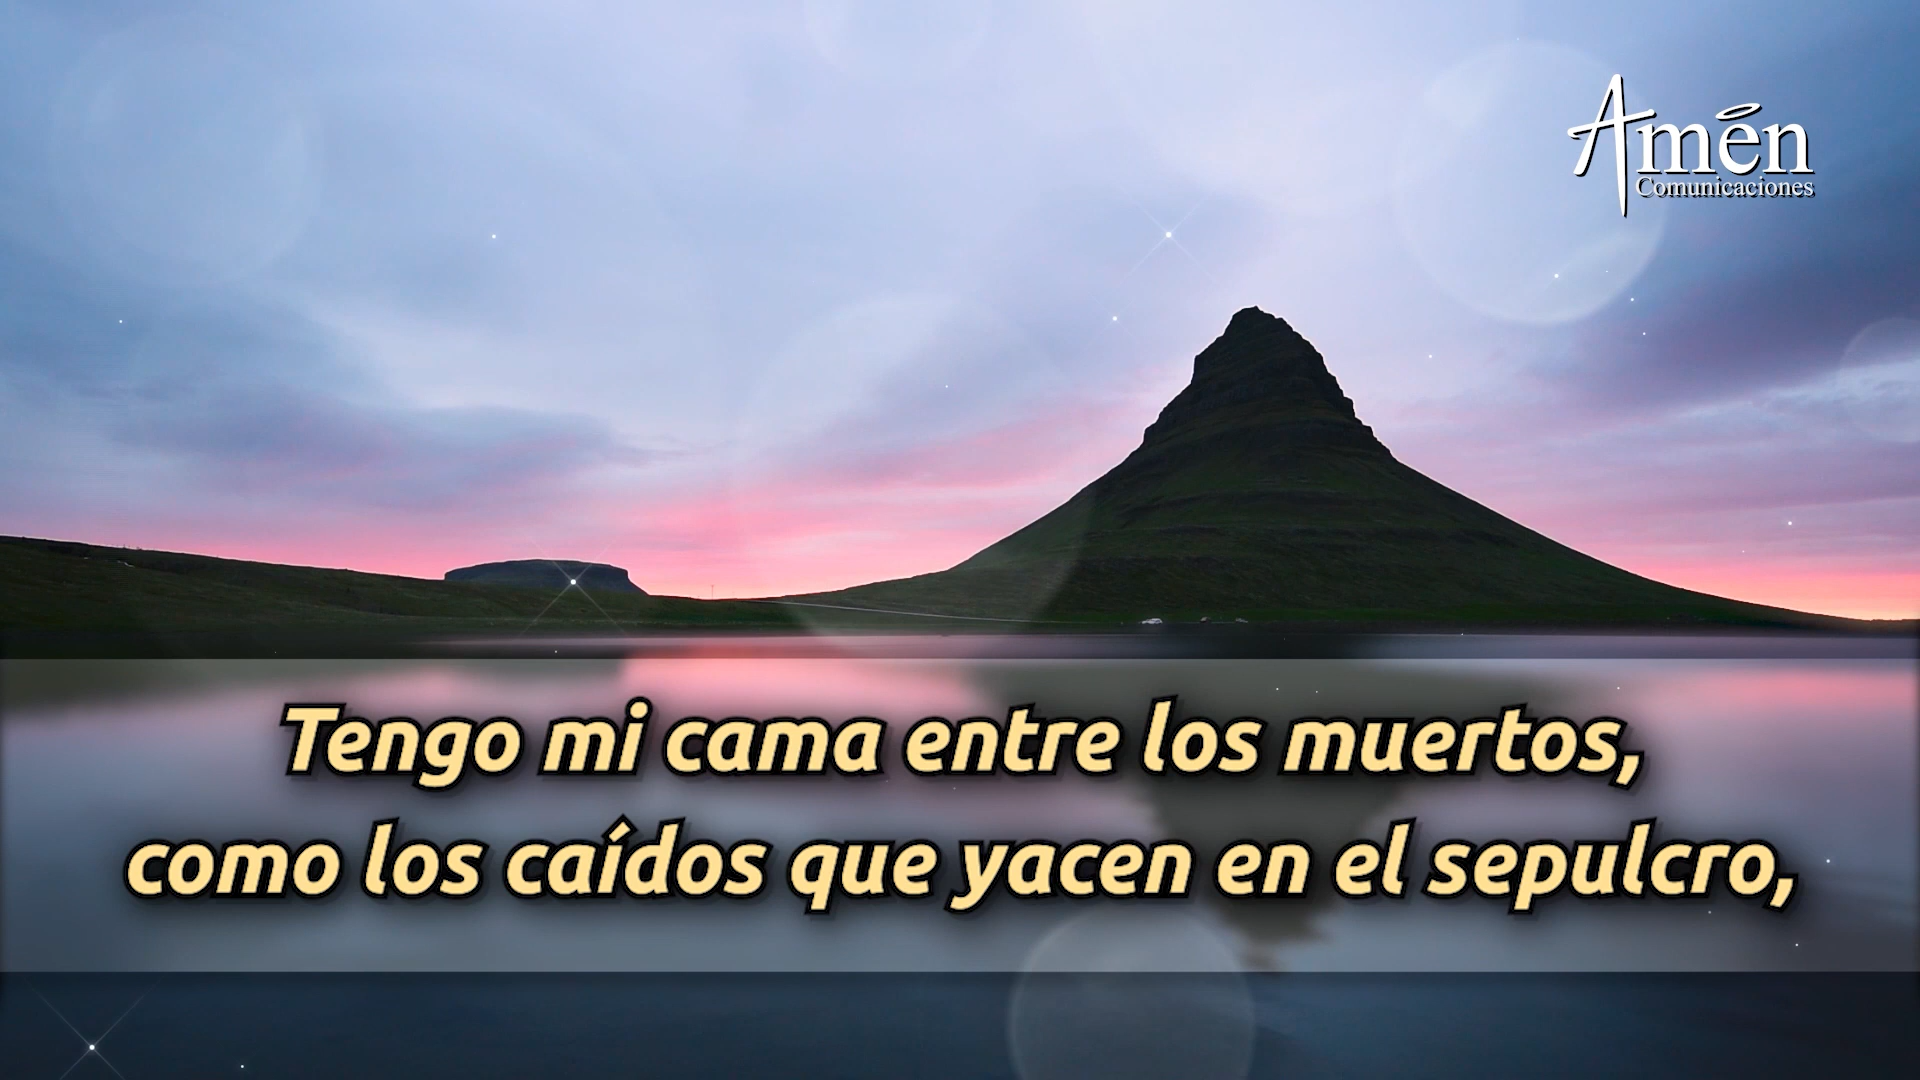 Amén
Comunicaciones
Tengo mi cama entre los muertos,
como los caídos que yacen en el sepulcro,